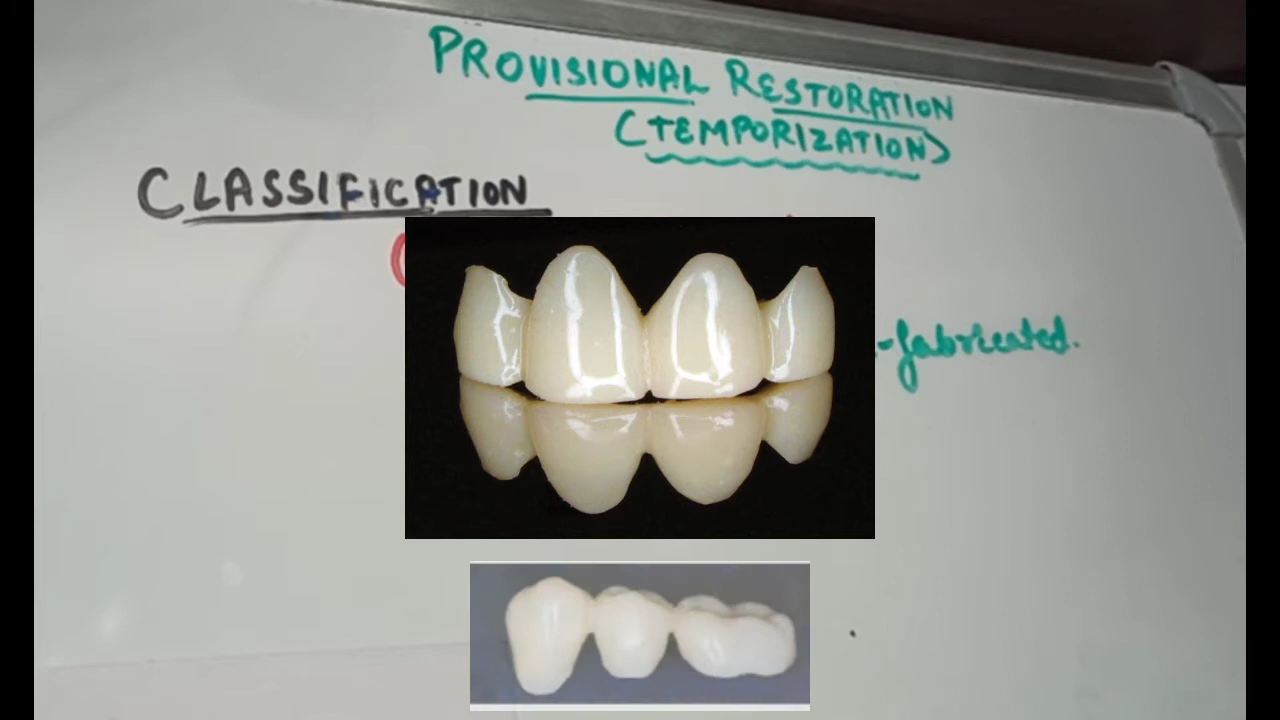 PROVISIONAL RESTORATION
(TEMPORIZATION)
CLASSIFICATION
-fabricated.